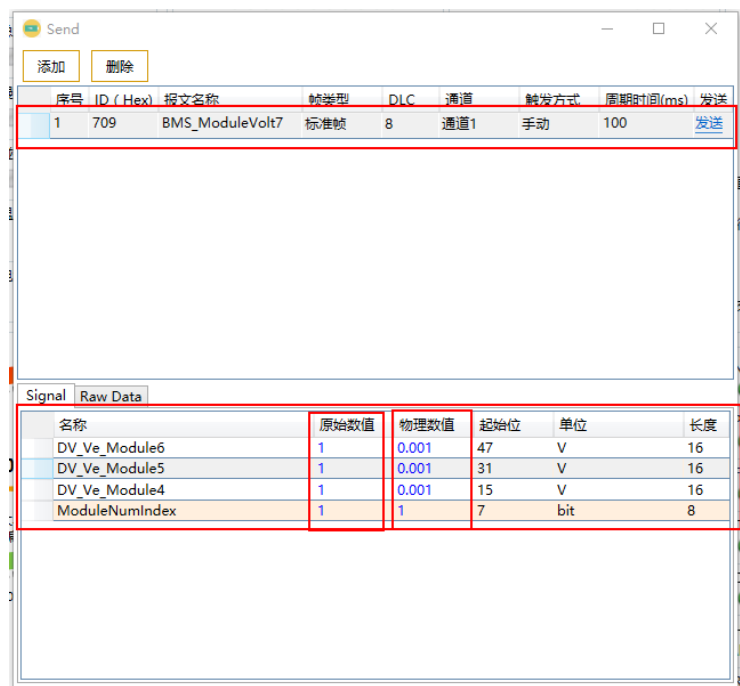 Send
添加 删除
序号 ID ( Hex) 报文名称 帧类型 DLC 通道 触发方式 周期时间(ms) 发送
1 709 BMS_ModuleVolt7 标准帧 8 通道1 手动 100 发送
Signal Raw Data
名称 原始数值 物理数值 起始位 单位 长度
DV_Ve_Module6 1 0.001 47 V 16
DV_Ve_Module5 1 0.001 31 V 16
DV_Ve_Module4 1 0.001 15 V 16
ModuleNumIndex 1 1 7 bit 8